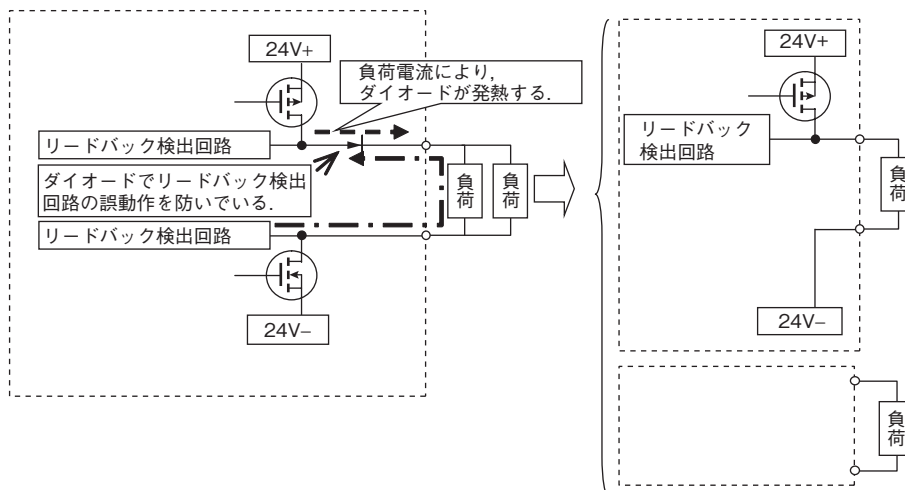 24V+
負荷電流により,
ダイオードが発熱する.
リードバック検出回路
ダイオードでリードバック検出
回路の誤動作を防いでいる.
リードバック検出回路
24V−
負荷
負荷
24V+
リードバック
検出回路
負荷
24V−
負荷